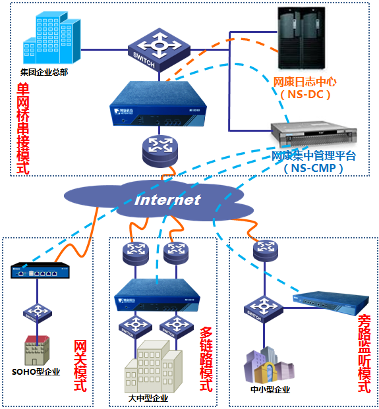 集团企业总部
SWITCH
网康日志中心
（NS-DC）
单网桥串接模式
网康集中管理平台
（NS-CMP）
Internet
SOHO型企业
网关模式
大中型企业
多链路模式
中小型企业
旁路监听模式